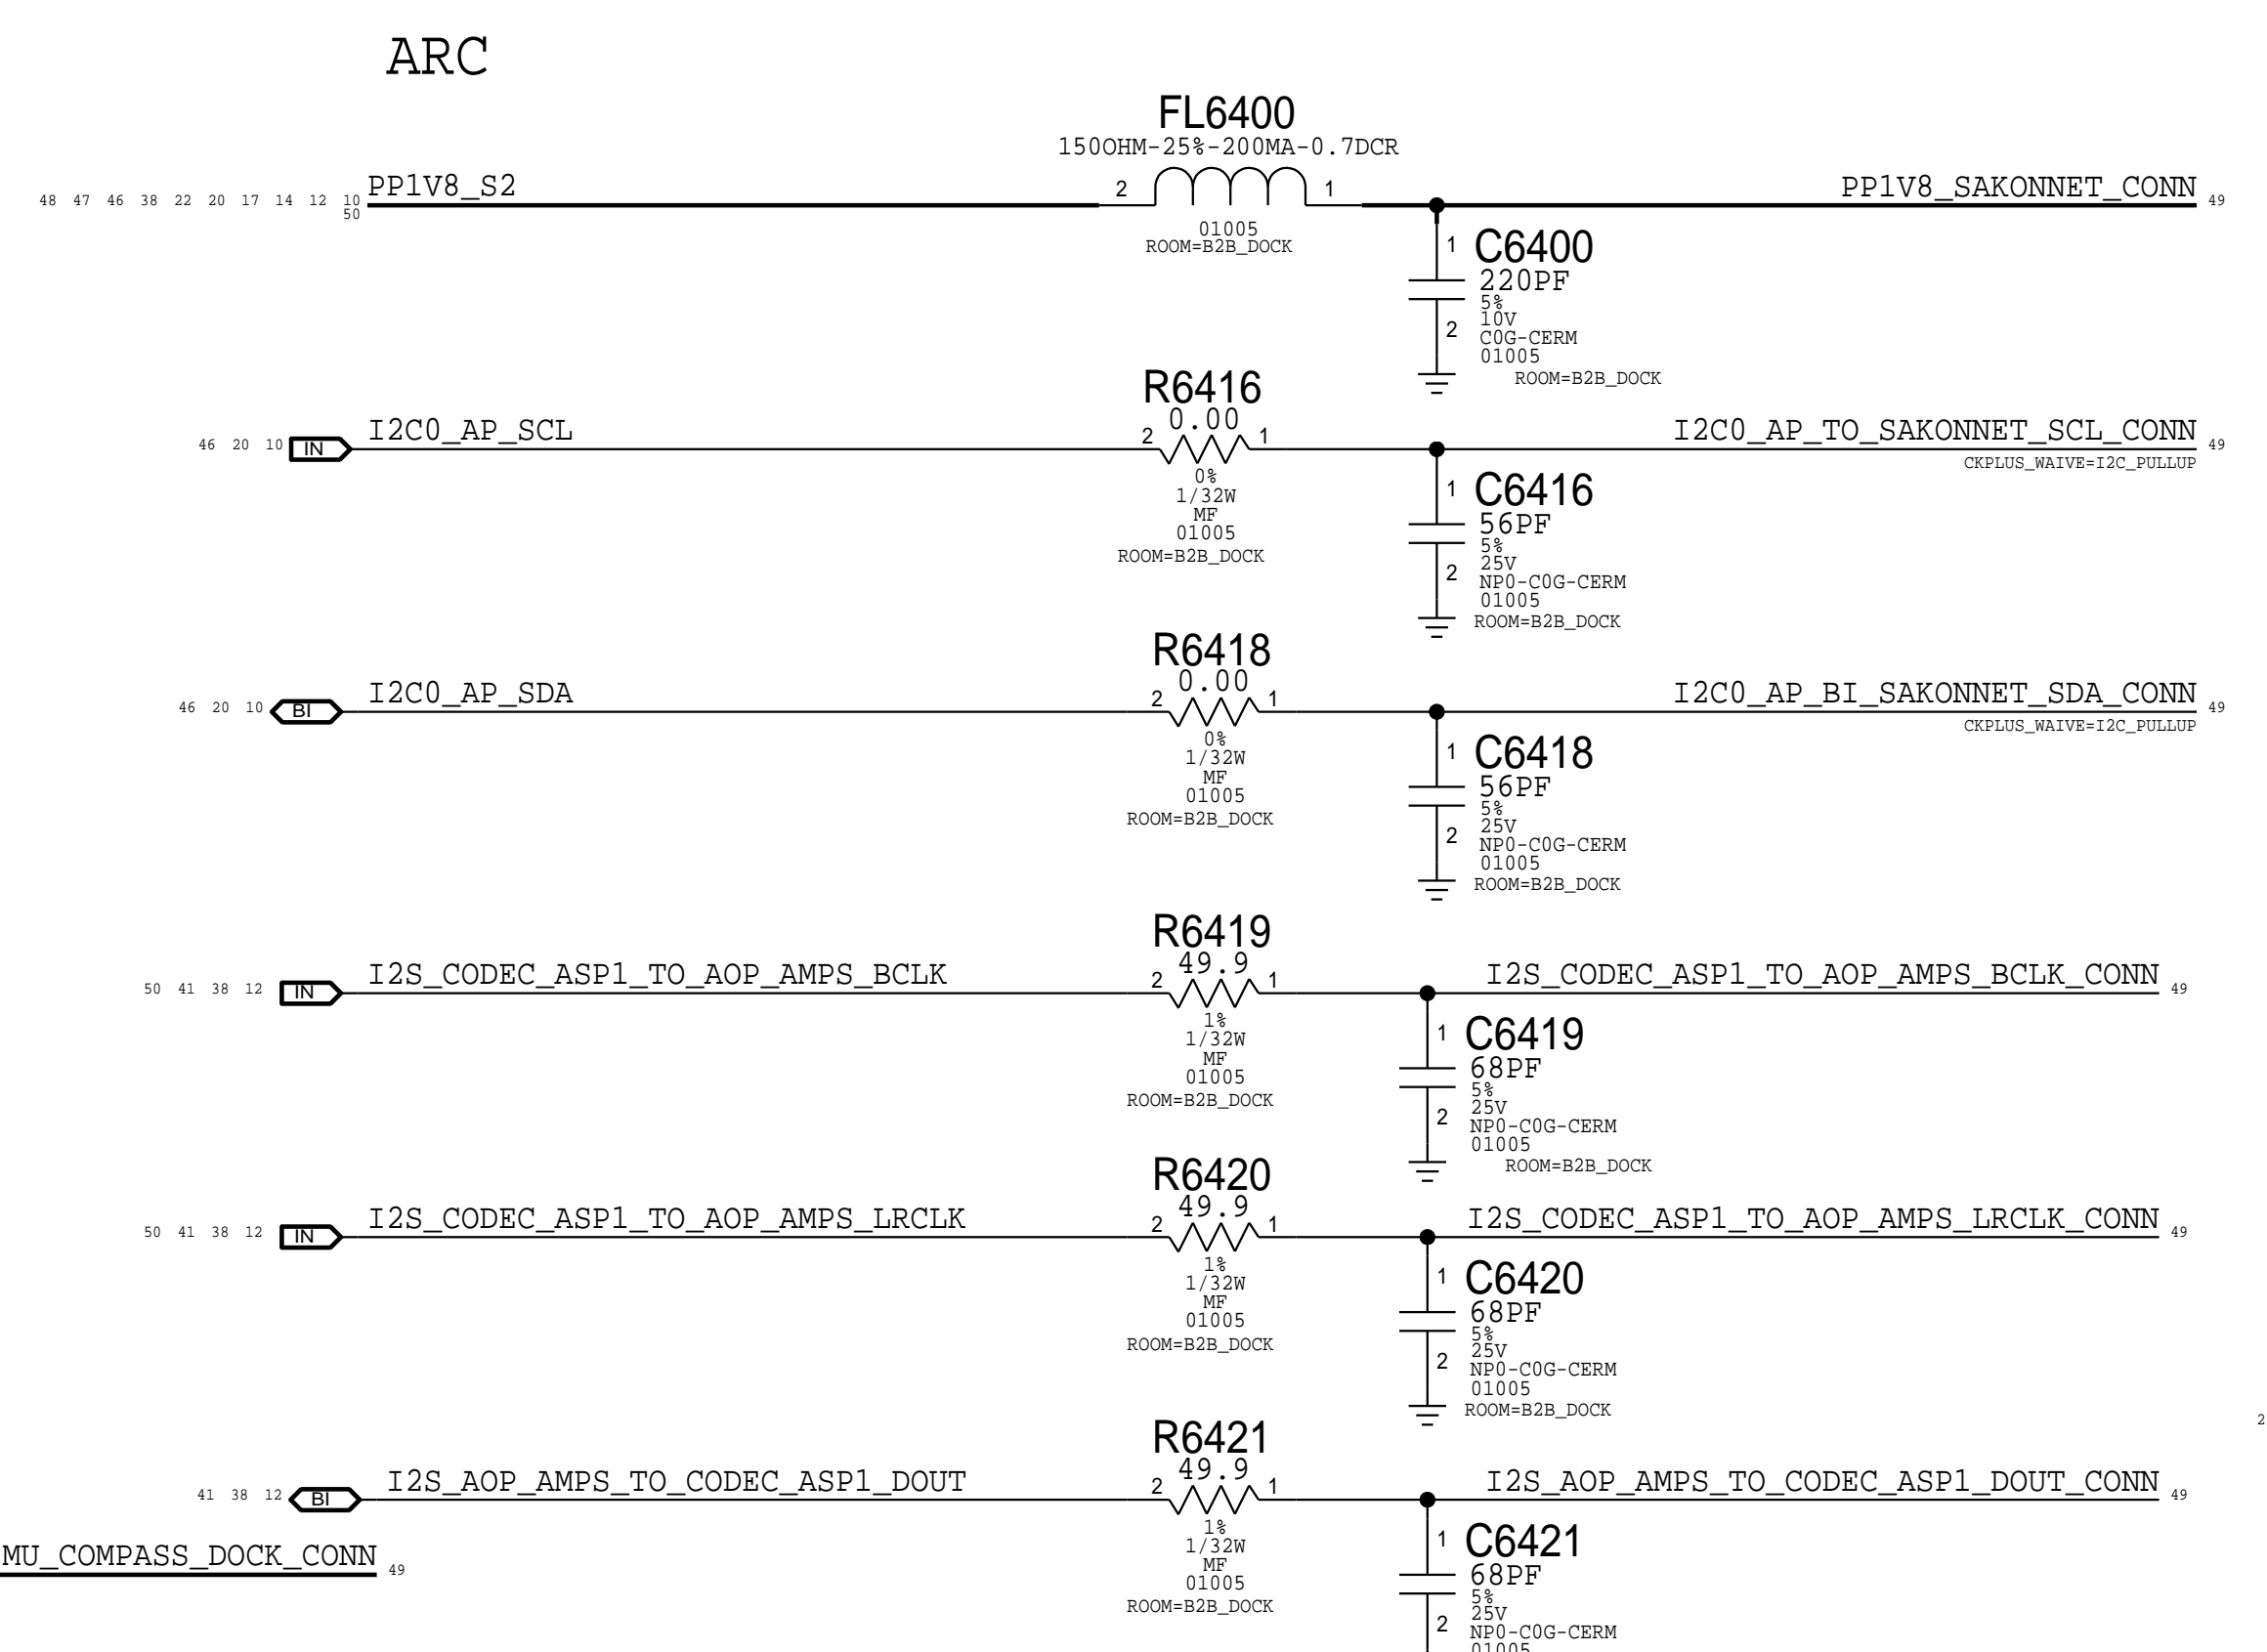 ARC
FL6400
150OHM-25%-200MA-0.7DCR
48 47 46 38 22 20 17 14 12 10
50
PP1V8_S2
2
1
PP1V8_SAKONNET_CONN
49
01005
ROOM=B2B_DOCK
1
C6400
220PF
5%
10V
2
C0G-CERM
01005
ROOM=B2B_DOCK
R6416
0.00
46 20 10
IN
I2C0_AP_SCL
2
1
I2C0_AP_TO_SAKONNET_SCL_CONN
49
CKPLUS_WAIVE=I2C_PULLUP
0%
1/32W
MF
01005
ROOM=B2B_DOCK
1
C6416
56PF
5%
25V
2
NP0-C0G-CERM
01005
ROOM=B2B_DOCK
R6418
0.00
46 20 10
BI
I2C0_AP_SDA
2
1
I2C0_AP_BI_SAKONNET_SDA_CONN
49
CKPLUS_WAIVE=I2C_PULLUP
0%
1/32W
MF
01005
ROOM=B2B_DOCK
1
C6418
56PF
5%
25V
2
NP0-C0G-CERM
01005
ROOM=B2B_DOCK
R6419
49.9
50 41 38 12
IN
I2S_CODEC_ASP1_TO_AOP_AMPS_BCLK
2
1
I2S_CODEC_ASP1_TO_AOP_AMPS_BCLK_CONN
49
1%
1/32W
MF
01005
ROOM=B2B_DOCK
1
C6419
68PF
5%
25V
2
NP0-C0G-CERM
01005
ROOM=B2B_DOCK
R6420
49.9
50 41 38 12
IN
I2S_CODEC_ASP1_TO_AOP_AMPS_LRCLK
2
1
I2S_CODEC_ASP1_TO_AOP_AMPS_LRCLK_CONN
49
1%
1/32W
MF
01005
ROOM=B2B_DOCK
1
C6420
68PF
5%
25V
2
NP0-C0G-CERM
01005
ROOM=B2B_DOCK
2
R6421
49.9
41 38 12
BI
I2S_AOP_AMPS_TO_CODEC_ASP1_DOUT
2
1
I2S_AOP_AMPS_TO_CODEC_ASP1_DOUT_CONN
49
1%
1/32W
MF
01005
ROOM=B2B_DOCK
1
C6421
68PF
5%
25V
2
NP0-C0G-CERM
01005
MU_COMPASS_DOCK_CONN
49